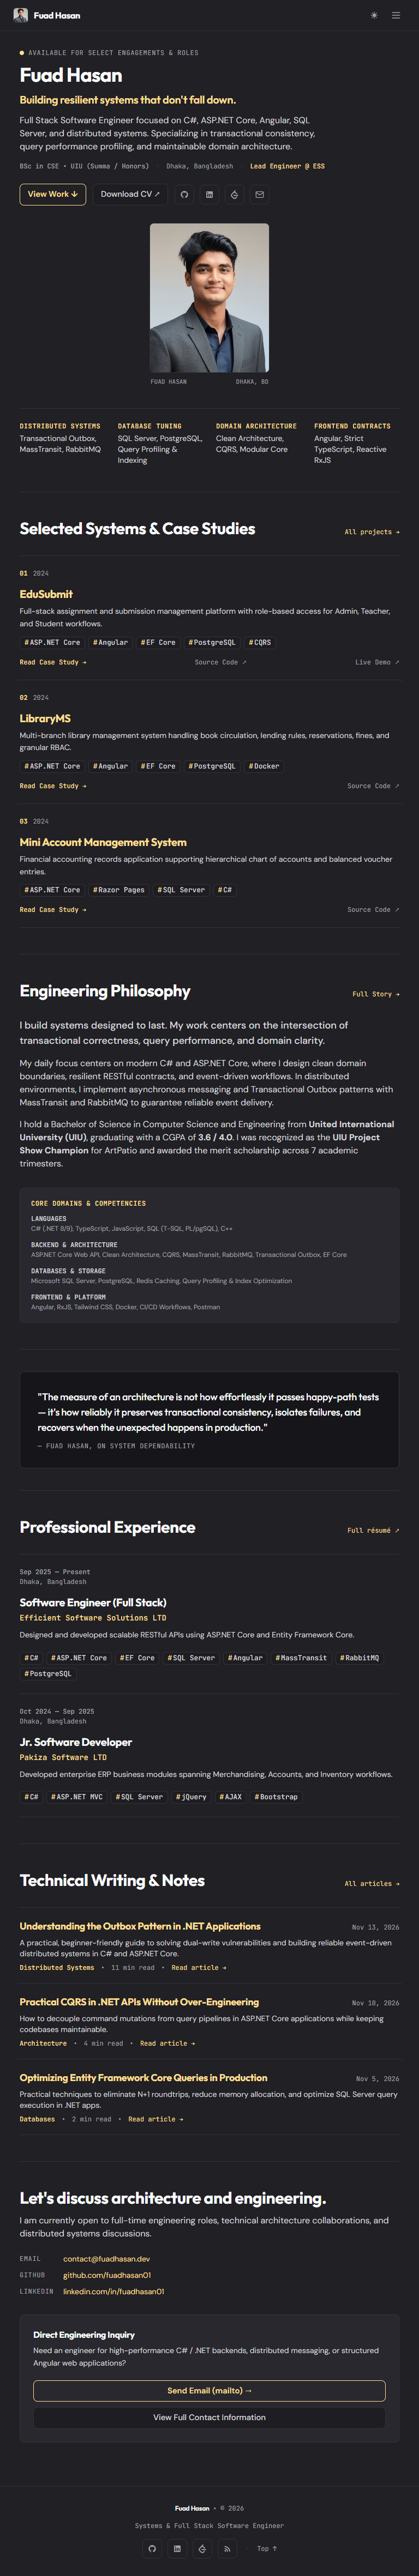 Fuad Hasan
AVAILABLE FOR SELECT ENGAGEMENTS & ROLES
Fuad Hasan
Building resilient systems that don't fall down.
Full Stack Software Engineer focused on C#, ASP.NET Core, Angular, SQL
Server, and distributed systems. Specializing in transactional consistency,
query performance profiling, and maintainable domain architecture.
BSc in CSE • UIU (Summa / Honors) Dhaka, Bangladesh Lead Engineer @ ESS
View Work ↓ Download CV ↗
FUAD HASAN DHAKA, BD
DISTRIBUTED SYSTEMS
Transactional Outbox,
MassTransit, RabbitMQ
DATABASE TUNING
SQL Server, PostgreSQL,
Query Profiling &
Indexing
DOMAIN ARCHITECTURE
Clean Architecture,
CQRS, Modular Core
FRONTEND CONTRACTS
Angular, Strict
TypeScript, Reactive
RxJS
Selected Systems & Case Studies All projects →
01 2024
EduSubmit
Full-stack assignment and submission management platform with role-based access for Admin, Teacher,
and Student workflows.
#ASP.NET Core #Angular #EF Core #PostgreSQL #CQRS
Read Case Study → Source Code ↗ Live Demo ↗
02 2024
LibraryMS
Multi-branch library management system handling book circulation, lending rules, reservations, fines, and
granular RBAC.
#ASP.NET Core #Angular #EF Core #PostgreSQL #Docker
Read Case Study → Source Code ↗
03 2024
Mini Account Management System
Financial accounting records application supporting hierarchical chart of accounts and balanced voucher
entries.
#ASP.NET Core #Razor Pages #SQL Server #C#
Read Case Study → Source Code ↗
Engineering Philosophy Full Story →
I build systems designed to last. My work centers on the intersection of
transactional correctness, query performance, and domain clarity.
My daily focus centers on modern C# and ASP.NET Core, where I design clean domain
boundaries, resilient RESTful contracts, and event-driven workflows. In distributed
environments, I implement asynchronous messaging and Transactional Outbox patterns with
MassTransit and RabbitMQ to guarantee reliable event delivery.
I hold a Bachelor of Science in Computer Science and Engineering from United International
University (UIU), graduating with a CGPA of 3.6 / 4.0. I was recognized as the UIU Project
Show Champion for ArtPatio and awarded the merit scholarship across 7 academic
trimesters.
CORE DOMAINS & COMPETENCIES
LANGUAGES
C# (.NET 8/9), TypeScript, JavaScript, SQL (T-SQL, PL/pgSQL), C++
BACKEND & ARCHITECTURE
ASP.NET Core Web API, Clean Architecture, CQRS, MassTransit, RabbitMQ, Transactional Outbox, EF Core
DATABASES & STORAGE
Microsoft SQL Server, PostgreSQL, Redis Caching, Query Profiling & Index Optimization
FRONTEND & PLATFORM
Angular, RxJS, Tailwind CSS, Docker, CI/CD Workflows, Postman
"The measure of an architecture is not how effortlessly it passes happy-path tests
— it's how reliably it preserves transactional consistency, isolates failures, and
recovers when the unexpected happens in production."
— FUAD HASAN, ON SYSTEM DEPENDABILITY
Professional Experience Full résumé ↗
Sep 2025 — Present
Dhaka, Bangladesh
Software Engineer (Full Stack)
Efficient Software Solutions LTD
Designed and developed scalable RESTful APIs using ASP.NET Core and Entity Framework Core.
#C# #ASP.NET Core #EF Core #SQL Server #Angular #MassTransit #RabbitMQ
#PostgreSQL
Oct 2024 — Sep 2025
Dhaka, Bangladesh
Jr. Software Developer
Pakiza Software LTD
Developed enterprise ERP business modules spanning Merchandising, Accounts, and Inventory workflows.
#C# #ASP.NET MVC #SQL Server #jQuery #AJAX #Bootstrap
Technical Writing & Notes All articles →
Understanding the Outbox Pattern in .NET Applications Nov 13, 2026
A practical, beginner-friendly guide to solving dual-write vulnerabilities and building reliable event-driven
distributed systems in C# and ASP.NET Core.
Distributed Systems • 11 min read • Read article →
Practical CQRS in .NET APIs Without Over-Engineering Nov 10, 2026
How to decouple command mutations from query pipelines in ASP.NET Core applications while keeping
codebases maintainable.
Architecture • 4 min read • Read article →
Optimizing Entity Framework Core Queries in Production Nov 5, 2026
Practical techniques to eliminate N+1 roundtrips, reduce memory allocation, and optimize SQL Server query
execution in .NET apps.
Databases • 2 min read • Read article →
Let's discuss architecture and engineering.
I am currently open to full-time engineering roles, technical architecture collaborations, and
distributed systems discussions.
EMAIL contact@fuadhasan.dev
GITHUB github.com/fuadhasan01
LINKEDIN linkedin.com/in/fuadhasan01
Direct Engineering Inquiry
Need an engineer for high-performance C# / .NET backends, distributed messaging, or structured
Angular web applications?
Send Email (mailto) →
View Full Contact Information
Fuad Hasan • © 2026
Systems & Full Stack Software Engineer
Top ↑